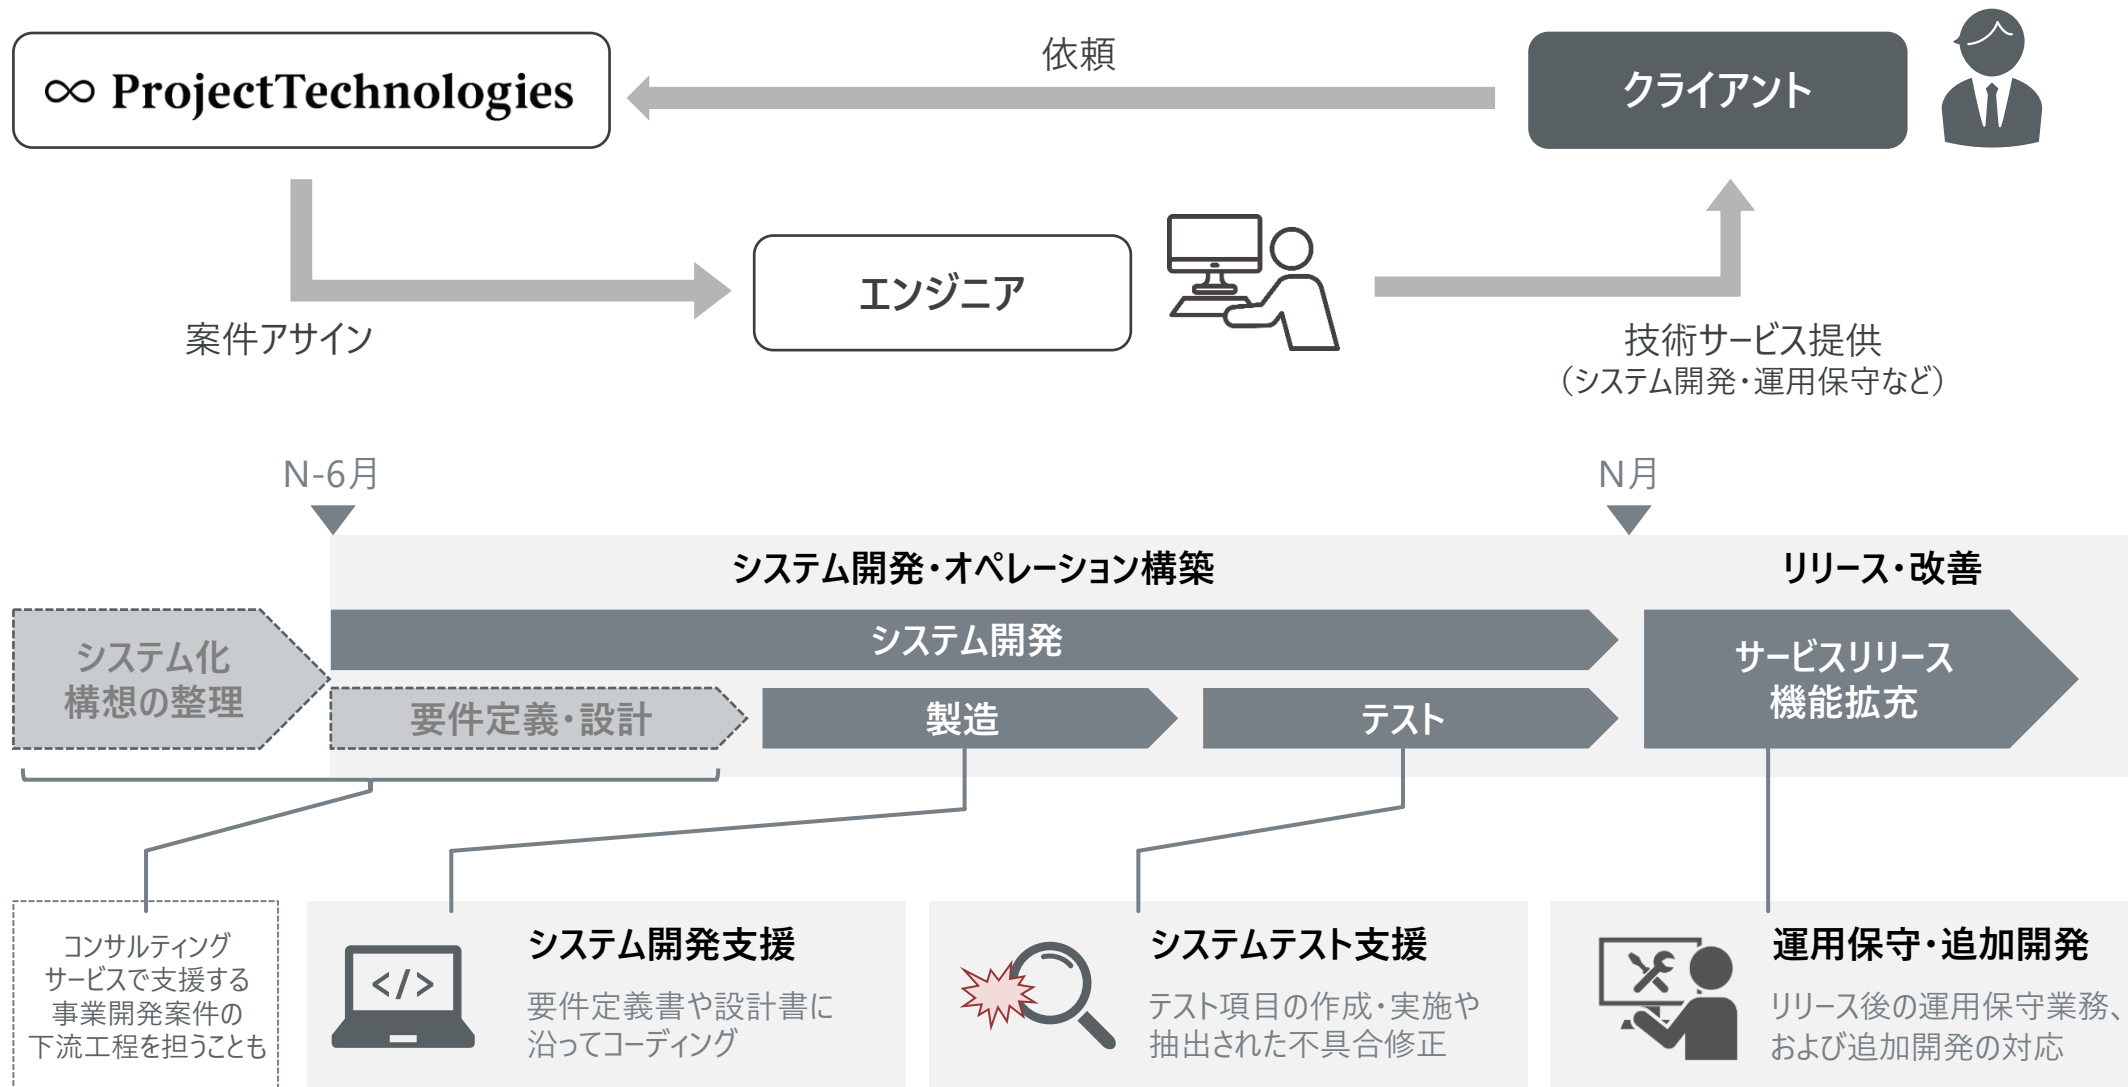 ∞ ProjectTechnologies
依頼
クライアント
エンジニア
案件アサイン
技術サービス提供
（システム開発・運用保守など）
N-6月
N月
システム開発・オペレーション構築
リリース・改善
システム化
構想の整理
システム開発
要件定義・設計
製造
テスト
サービスリリース
機能拡充
コンサルティング
サービスで支援する
事業開発案件の
下流工程を担うことも
</>
システム開発支援
要件定義書や設計書に
沿ってコーディング
システムテスト支援
テスト項目の作成・実施や
抽出された不具合修正
運用保守・追加開発
リリース後の運用保守業務、
および追加開発の対応